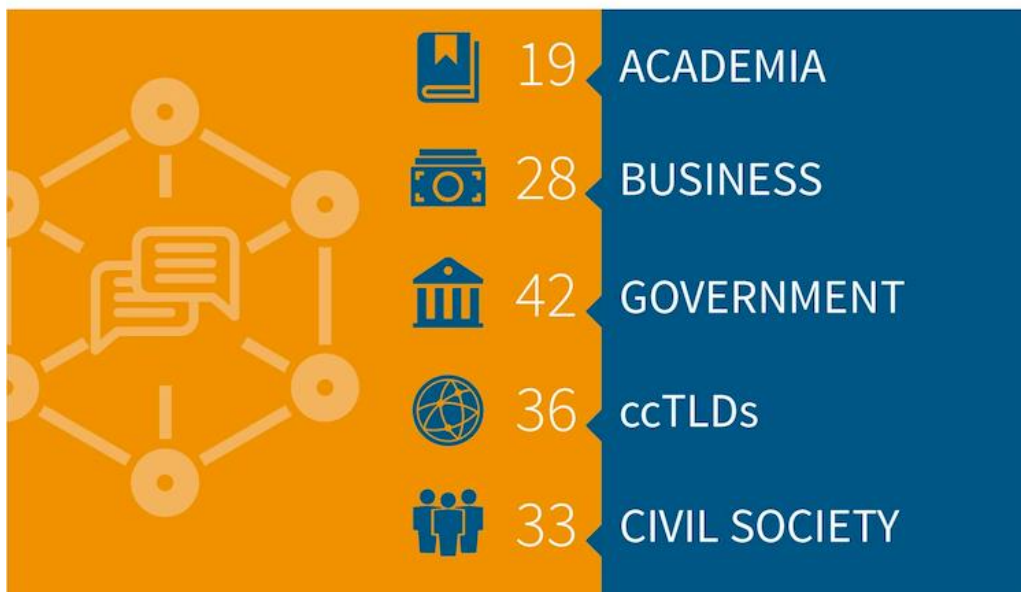 19 ACADEMIA
28 BUSINESS
42 GOVERNMENT
36 ccTLDs
33 CIVIL SOCIETY